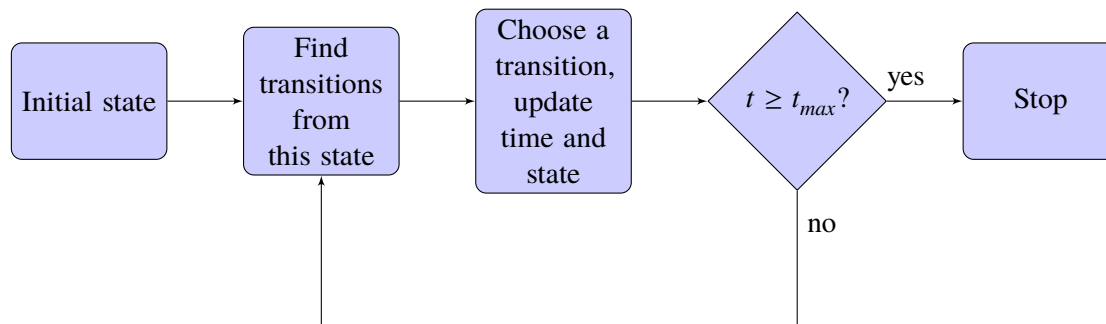 Initial state
Find
transitions
from
this state
Choose a
transition,
update
time and
state
t ≥ t_max?
yes
Stop
no